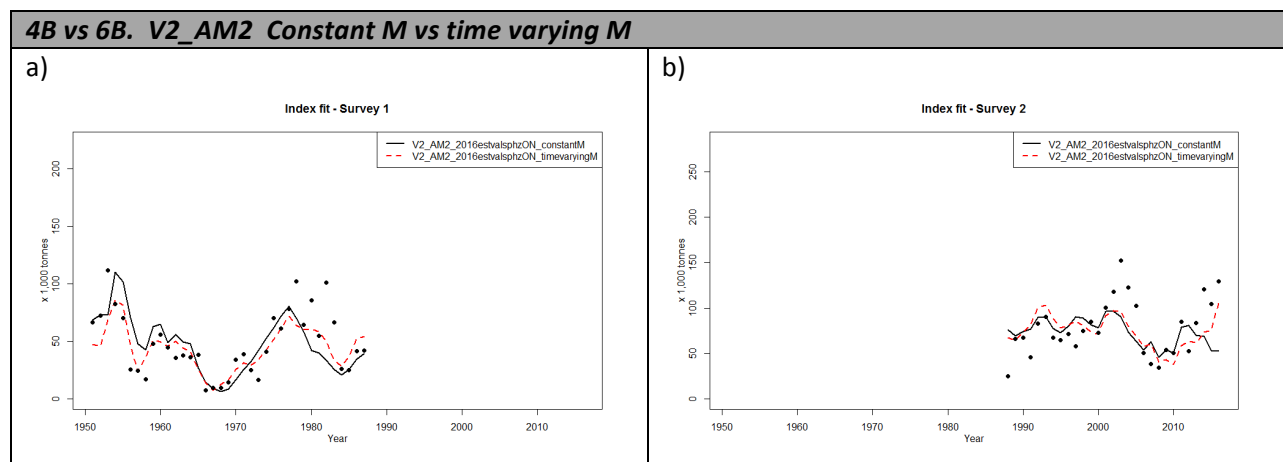 4B vs 6B. V2_AM2 Constant M vs time varying M
a)
Index fit - Survey 1
V2_AM2_2016estvalsphzON_constantM
V2_AM2_2016estvalsphzON_timevaryingM
x 1,000 tonnes
200
150
100
50
0
1950 1960 1970 1980 1990 2000 2010
Year
b)
Index fit - Survey 2
V2_AM2_2016estvalsphzON_constantM
V2_AM2_2016estvalsphzON_timevaryingM
x 1,000 tonnes
250
200
150
100
50
0
1950 1960 1970 1980 1990 2000 2010
Year